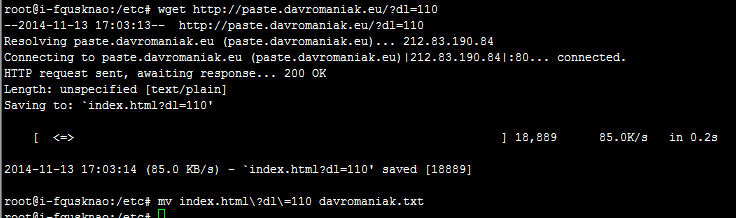 root@i-fqusknao:/etc# wget http://paste.davromaniak.eu/?dl=110
--2014-11-13 17:03:13--  http://paste.davromaniak.eu/?dl=110
Resolving paste.davromaniak.eu (paste.davromaniak.eu)... 212.83.190.84
Connecting to paste.davromaniak.eu (paste.davromaniak.eu)|212.83.190.84|:80... connected.
HTTP request sent, awaiting response... 200 OK
Length: unspecified [text/plain]
Saving to: `index.html?dl=110'
[ <=> ] 18,889 85.0K/s in 0.2s
2014-11-13 17:03:14 (85.0 KB/s) - `index.html?dl=110' saved [18889]
root@i-fqusknao:/etc# mv index.html\?dl\=110 davromaniak.txt
root@i-fqusknao:/etc#